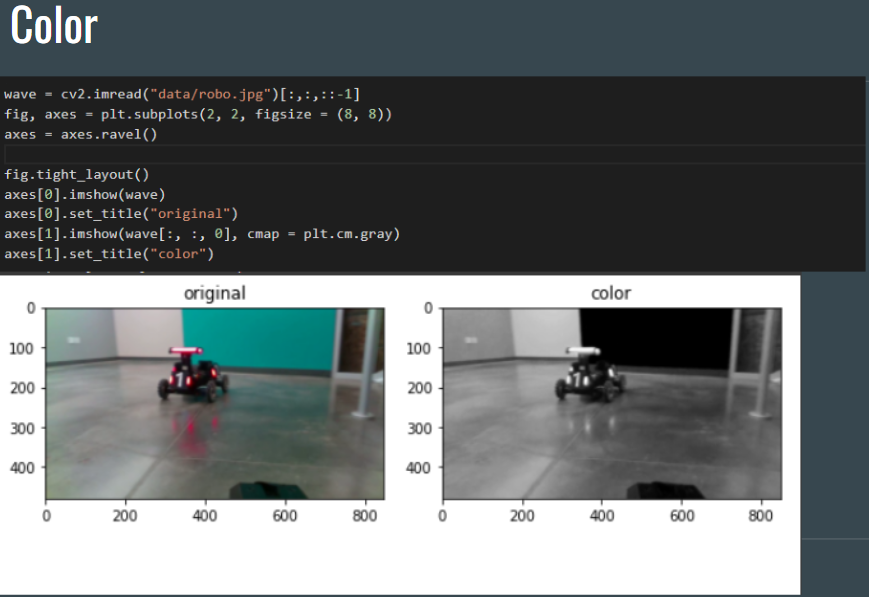 Color
wave = cv2.imread("data/robo.jpg")[:,:,::-1]
fig, axes = plt.subplots(2, 2, figsize = (8, 8))
axes = axes.ravel()
fig.tight_layout()
axes[0].imshow(wave)
axes[0].set_title("original")
axes[1].imshow(wave[:, :, 0], cmap = plt.cm.gray)
axes[1].set_title("color")
original
0
100
200
300
400
0 200 400 600 800
1
color
0
100
200
300
400
0 200 400 600 800
1